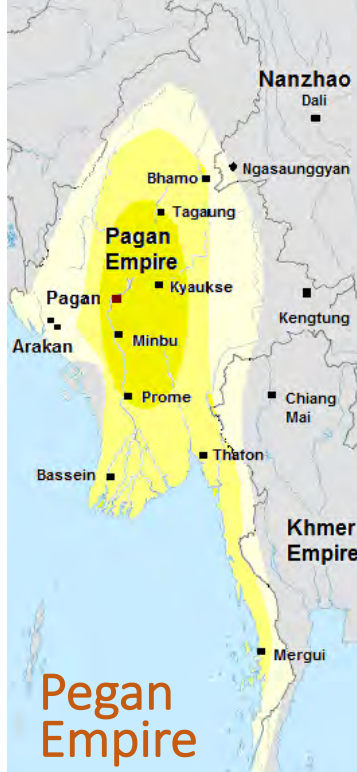 Nanzhao
Dali
Ngasaunggyan
Bhamo
Tagaung
Pagan
Empire
Pagan
Kyaukse
Kengtung
Arakan
Minbu
Prome
Chiang
Mai
Thaton
Bassein
Khmer
Empire
Mergui
Pegan
Empire